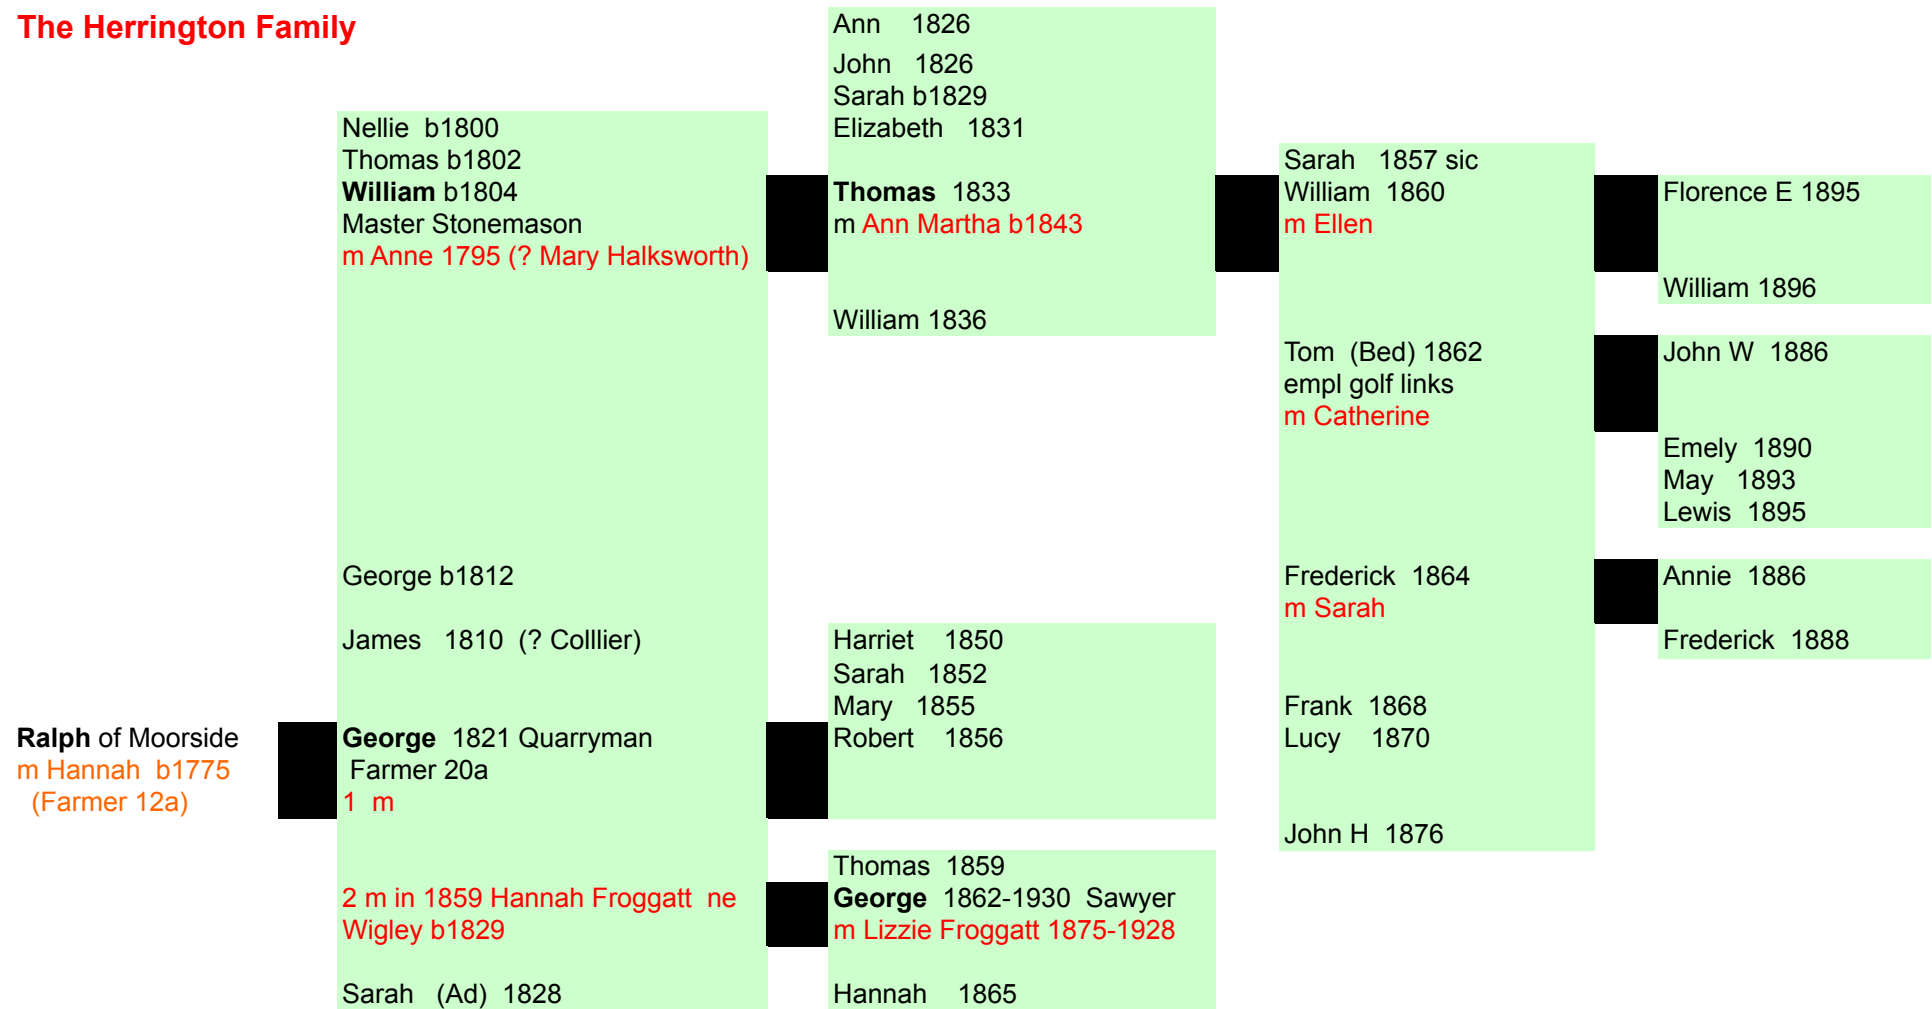 The Herrington Family
Ralph of Moorside
m Hannah b1775
(Farmer 12a)
Nellie b1800
Thomas b1802
William b1804
Master Stonemason
m Anne 1795 (? Mary Halksworth)
George b1812
James 1810 (? Colllier)
George 1821 Quarryman
Farmer 20a
1 m
2 m in 1859 Hannah Froggatt ne
Wigley b1829
Sarah (Ad) 1828
Ann 1826
John 1826
Sarah b1829
Elizabeth 1831
Thomas 1833
m Ann Martha b1843
William 1836
Harriet 1850
Sarah 1852
Mary 1855
Robert 1856
Thomas 1859
George 1862-1930 Sawyer
m Lizzie Froggatt 1875-1928
Hannah 1865
Sarah 1857 sic
William 1860
m Ellen
Tom (Bed) 1862
empl golf links
m Catherine
Frederick 1864
m Sarah
Frank 1868
Lucy 1870
John H 1876
Florence E 1895
William 1896
John W 1886
Emely 1890
May 1893
Lewis 1895
Annie 1886
Frederick 1888